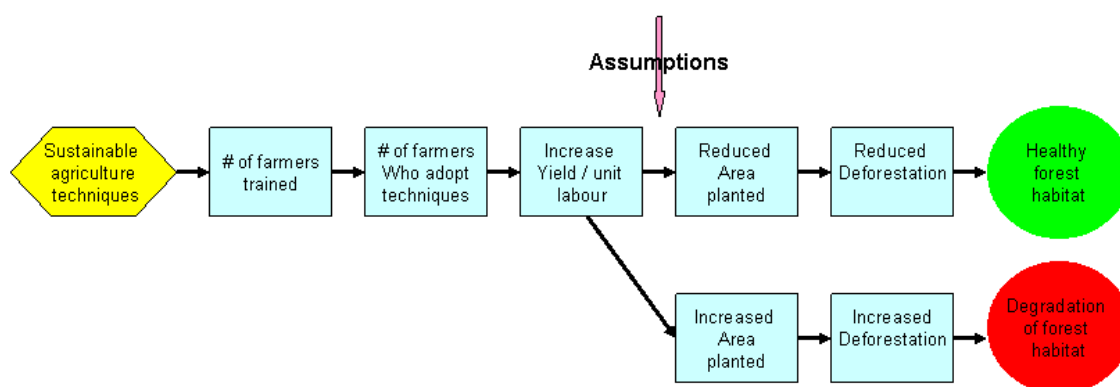 Assumptions
Sustainable
agriculture
techniques
# of farmers
trained
# of farmers
Who adopt
techniques
Increase
Yield / unit
labour
Reduced
Area
planted
Reduced
Deforestation
Healthy
forest
habitat
Increased
Area
planted
Increased
Deforestation
Degradation
of forest
habitat